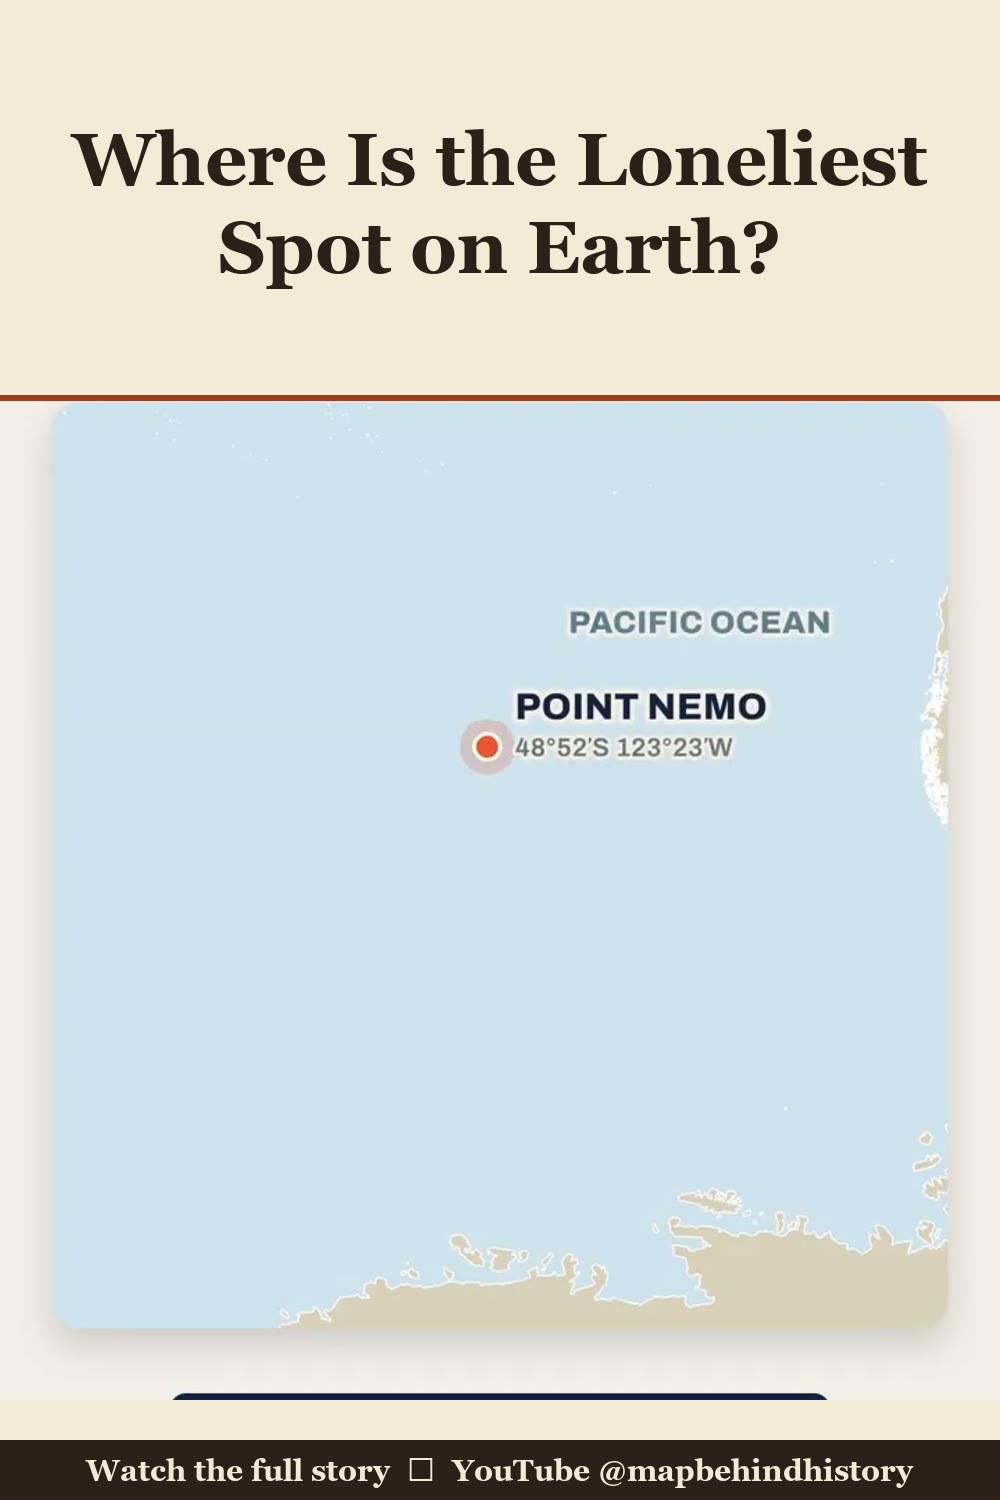 Where Is the Loneliest
Spot on Earth?
PACIFIC OCEAN
POINT NEMO
48°52'S 123°23'W
Watch the full story ☐ YouTube @mapbehindhistory